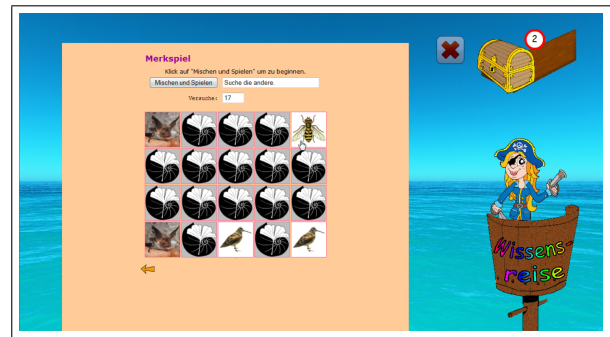 Merkspiel
Klick auf "Mischen und Spielen" um zu beginnen.
Mischen und Spielen Suche die andere.
Versuche: 17
2
Wissens-
reise